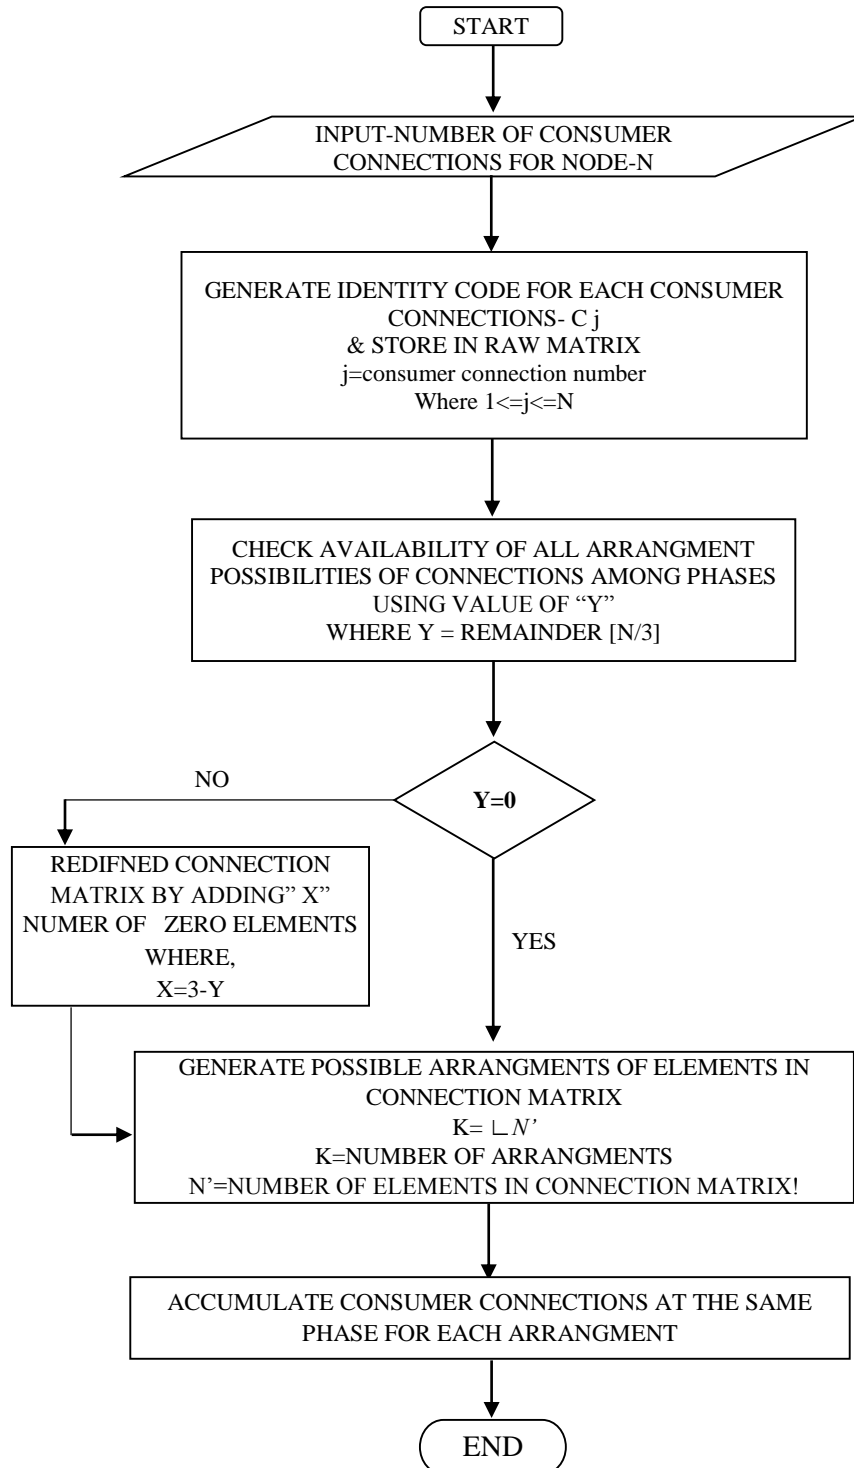 START
INPUT-NUMBER OF CONSUMER
CONNECTIONS FOR NODE-N
GENERATE IDENTITY CODE FOR EACH CONSUMER
CONNECTIONS- C j
& STORE IN RAW MATRIX
j=consumer connection number
Where 1<=j<=N
CHECK AVAILABILITY OF ALL ARRANGMENT
POSSIBILITIES OF CONNECTIONS AMONG PHASES
USING VALUE OF “Y”
WHERE Y = REMAINDER [N/3]
Y=0
NO
REDIFNED CONNECTION
MATRIX BY ADDING” X”
NUMER OF ZERO ELEMENTS
WHERE,
X=3-Y
YES
GENERATE POSSIBLE ARRANGMENTS OF ELEMENTS IN
CONNECTION MATRIX
K= ∟N’
K=NUMBER OF ARRANGMENTS
N’=NUMBER OF ELEMENTS IN CONNECTION MATRIX!
ACCUMULATE CONSUMER CONNECTIONS AT THE SAME
PHASE FOR EACH ARRANGMENT
END